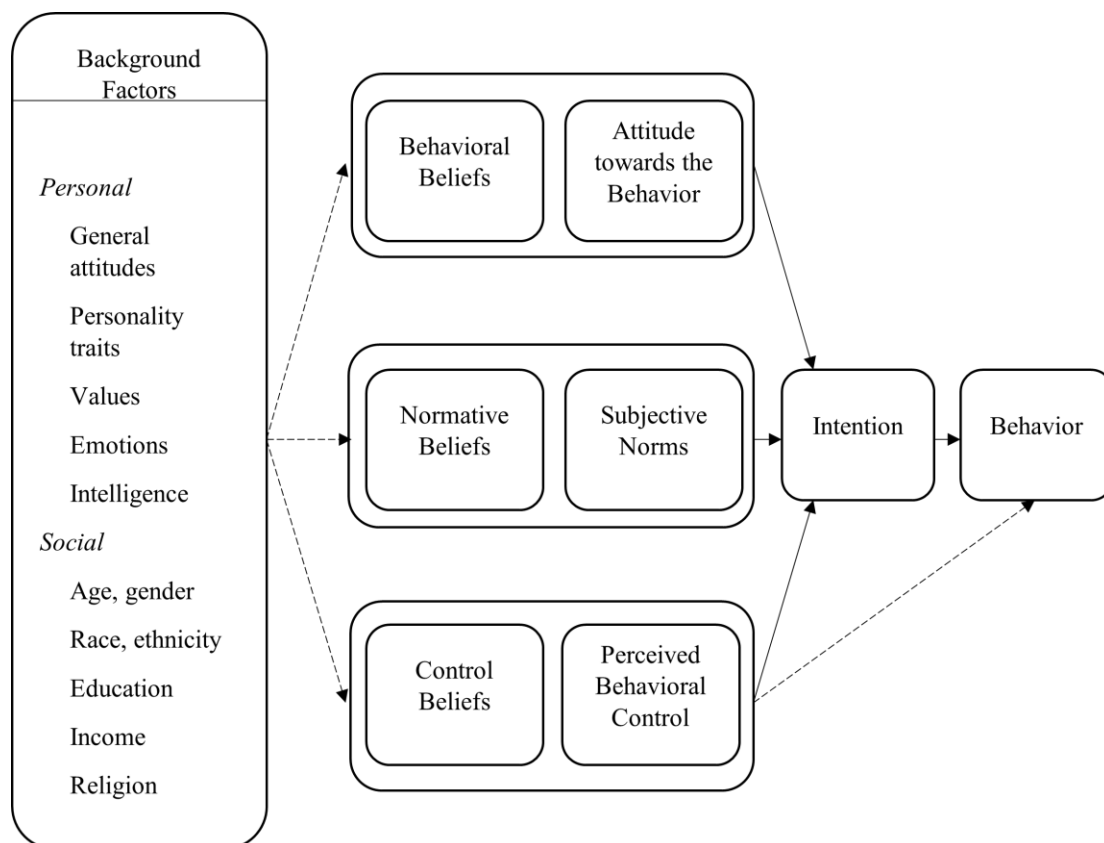 Background
Factors
Personal
General
attitudes
Personality
traits
Values
Emotions
Intelligence
Social
Age, gender
Race, ethnicity
Education
Income
Religion
Behavioral
Beliefs
Attitude
towards the
Behavior
Normative
Beliefs
Subjective
Norms
Control
Beliefs
Perceived
Behavioral
Control
Intention
Behavior